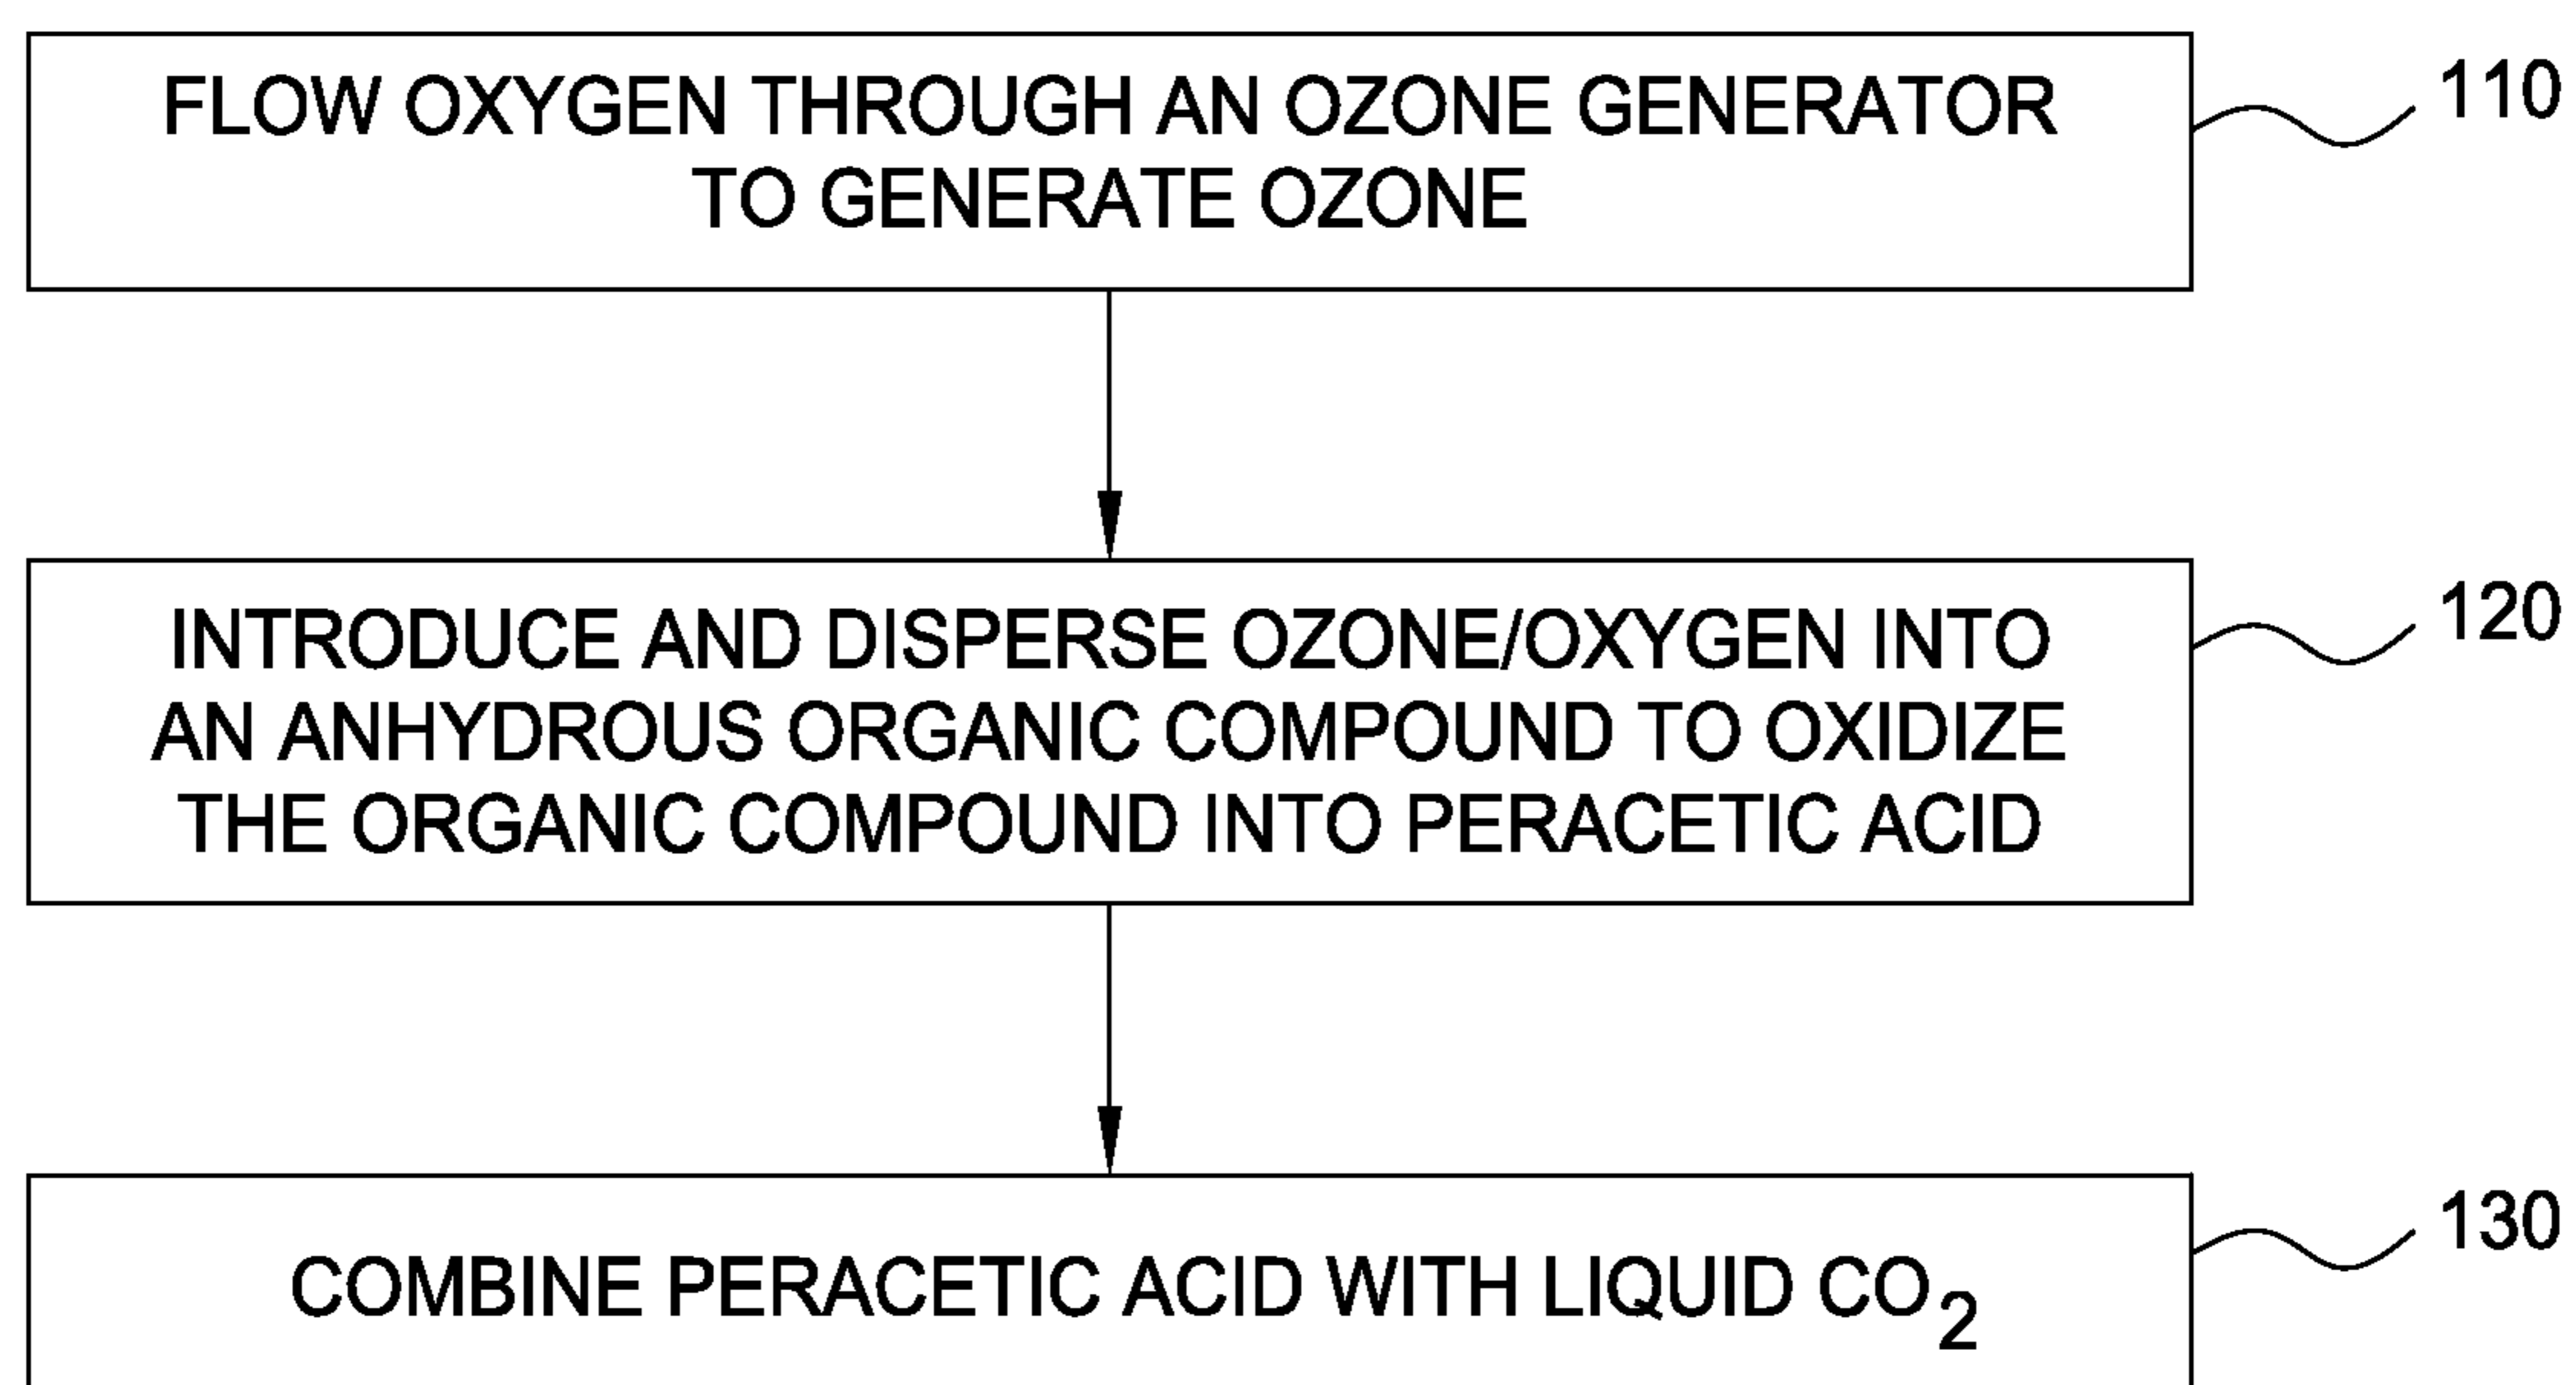 FLOW OXYGEN THROUGH AN OZONE GENERATOR
TO GENERATE OZONE
110
INTRODUCE AND DISPERSE OZONE/OXYGEN INTO
AN ANHYDROUS ORGANIC COMPOUND TO OXIDIZE
THE ORGANIC COMPOUND INTO PERACETIC ACID
120
COMBINE PERACETIC ACID WITH LIQUID CO₂
130